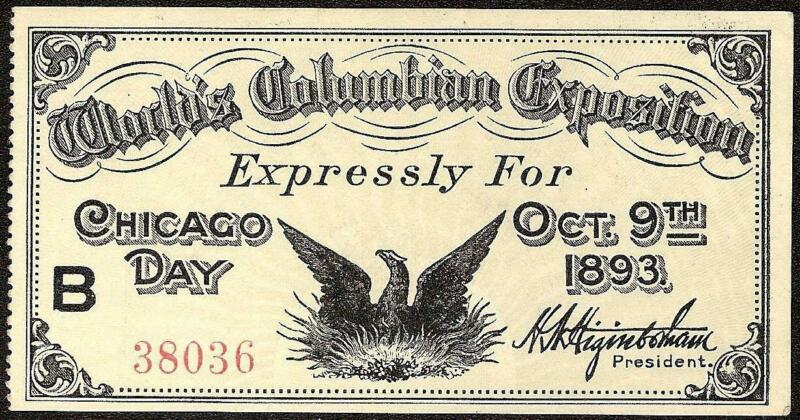 World's Columbian Exposition
Expressly For
CHICAGO DAY
OCT. 9TH 1893.
B
38036
H.N. Higinbotham
President.